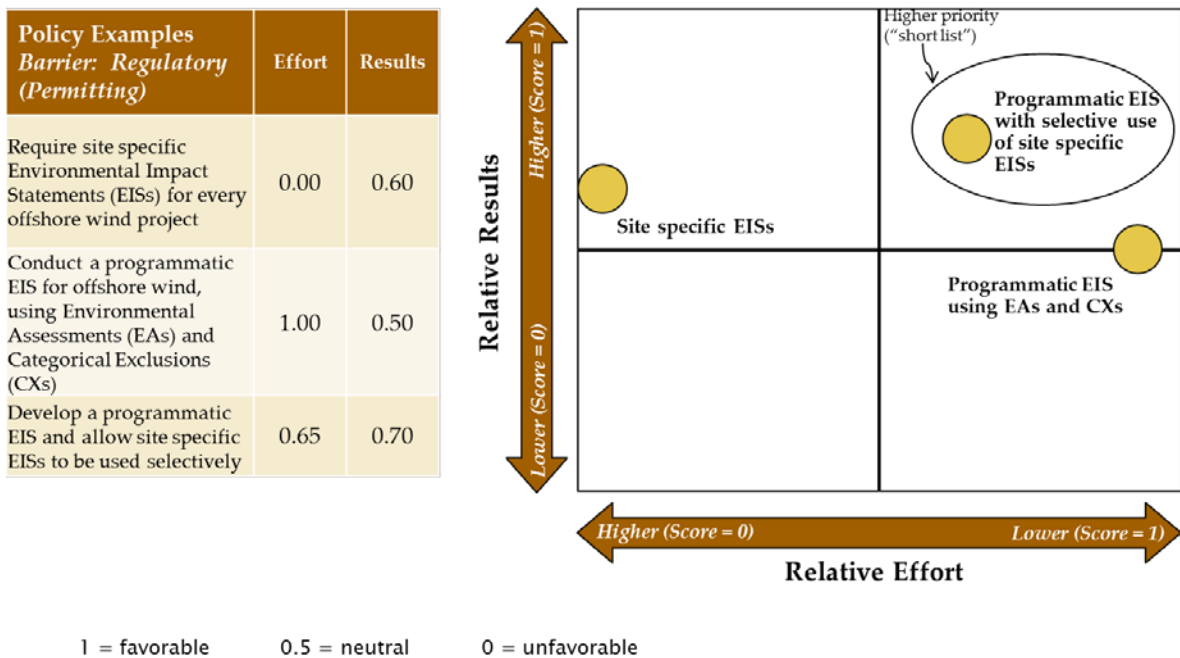 Policy Examples
Barrier: Regulatory
(Permitting)
Effort
Results
Require site specific
Environmental Impact
Statements (EISs) for every
offshore wind project
0.00
0.60
Conduct a programmatic
EIS for offshore wind,
using Environmental
Assessments (EAs) and
Categorical Exclusions
(CXs)
1.00
0.50
Develop a programmatic
EIS and allow site specific
EISs to be used selectively
0.65
0.70
Relative Results
Higher (Score = 1)
Lower (Score = 0)
Higher priority
("short list")
Programmatic EIS
with selective use
of site specific
EISs
Site specific EISs
Programmatic EIS
using EAs and CXs
Higher (Score = 0)
Lower (Score = 1)
Relative Effort
1 = favorable
0.5 = neutral
0 = unfavorable